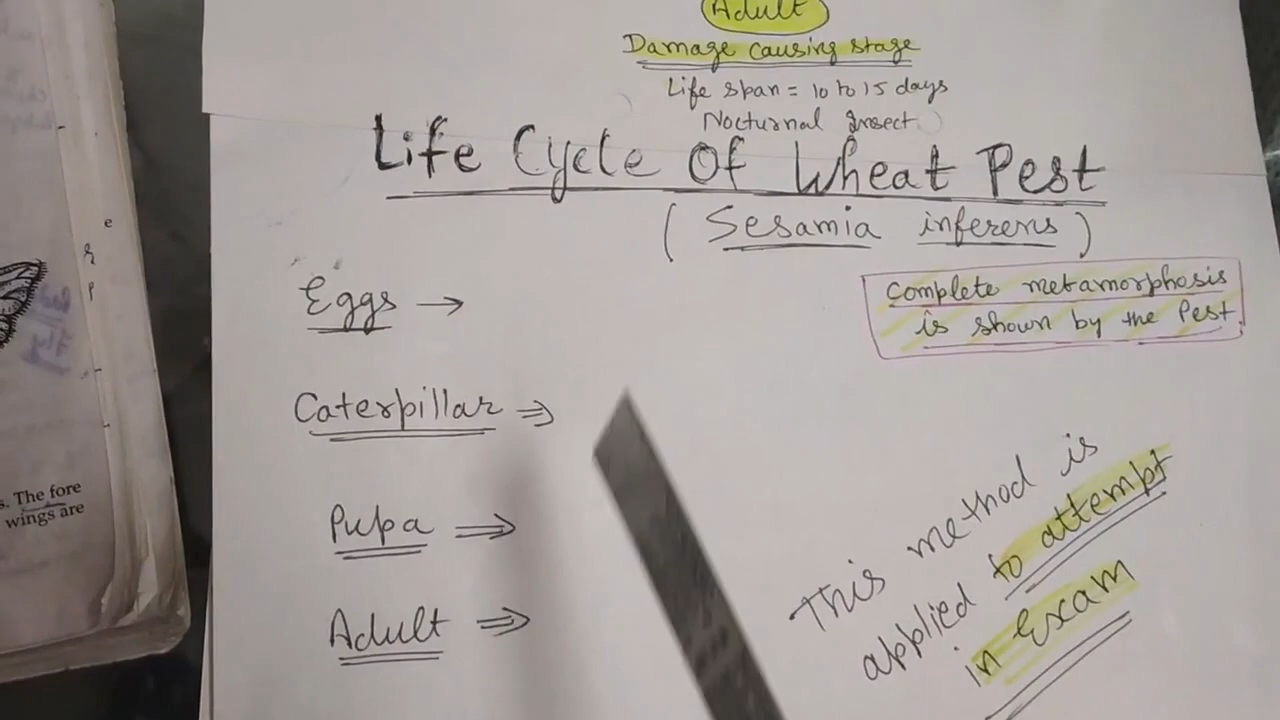 Adult
Damage causing stage
Life span = 10 to 15 days
Nocturnal Insect
Life Cycle Of Wheat Pest
(Sesamia inferens)
Eggs →
Complete metamorphosis
is shown by the Pest.
Caterpillar ⇒
Pupa ⇒
Adult ⇒
This method is
applied to attempt
in Exam
s. The fore
wings are